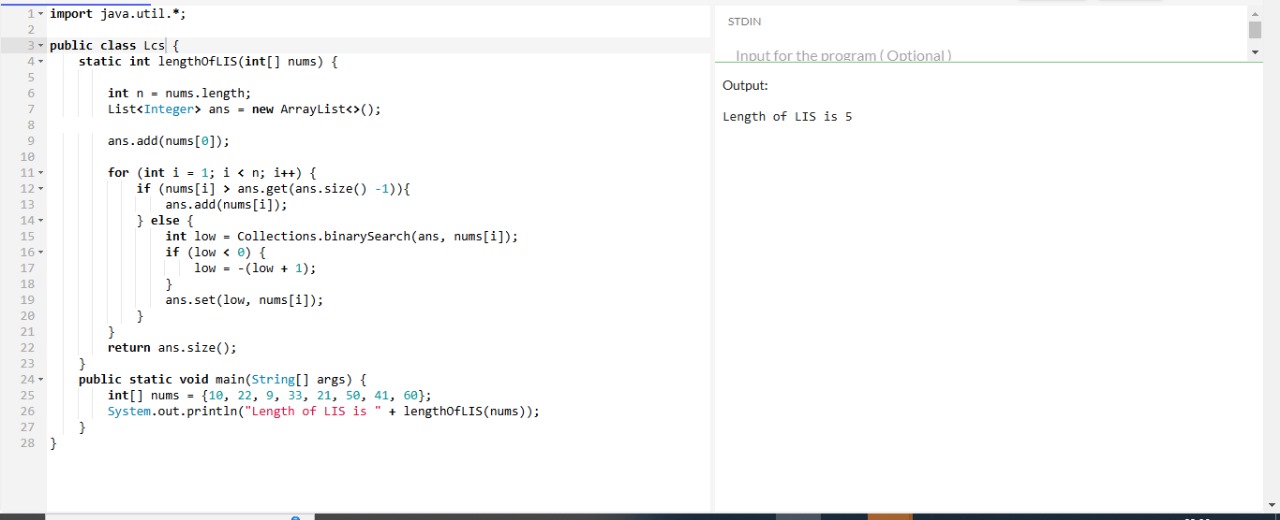 1 import java.util.*;
2
3 public class Lcs {
4     static int lengthOfLIS(int[] nums) {
5
6         int n = nums.length;
7         List<Integer> ans = new ArrayList<>();
8
9         ans.add(nums[0]);
10
11         for (int i = 1; i < n; i++) {
12             if (nums[i] > ans.get(ans.size() -1)){
13                 ans.add(nums[i]);
14             } else {
15                 int low = Collections.binarySearch(ans, nums[i]);
16                 if (low < 0) {
17                     low = -(low + 1);
18                 }
19                 ans.set(low, nums[i]);
20             }
21         }
22         return ans.size();
23     }
24     public static void main(String[] args) {
25         int[] nums = {10, 22, 9, 33, 21, 50, 41, 60};
26         System.out.println("Length of LIS is " + lengthOfLIS(nums));
27     }
28 }
STDIN
Input for the program ( Optional )
Output:
Length of LIS is 5